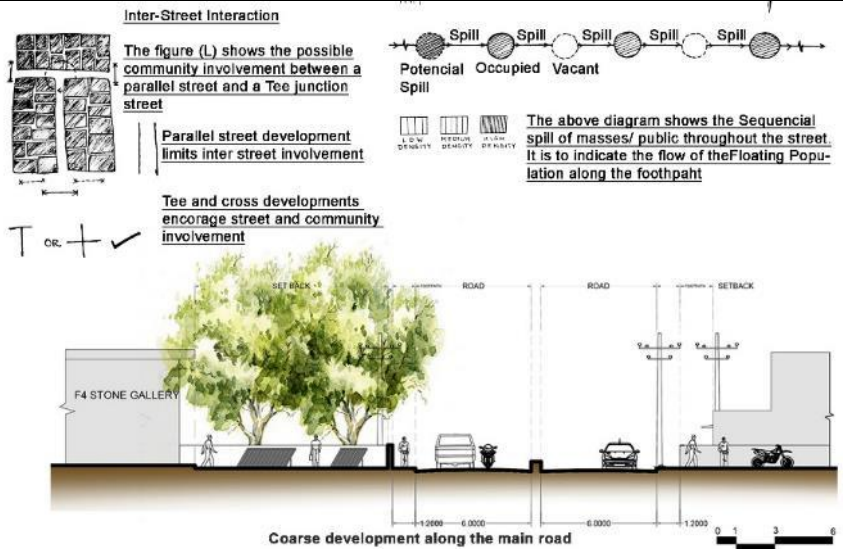 Inter-Street Interaction
The figure (L) shows the possible
community involvement between a
parallel street and a Tee junction
street
Parallel street development
limits inter street involvement
Tee and cross developments
encorage street and community
involvement
T OR +
Spill Spill Spill Spill Spill
Potencial Occupied Vacant
Spill
LOW MEDIUM HIGH
DENSITY DENSITY DENSITY
The above diagram shows the Sequencial
spill of masses/ public throughout the street.
It is to indicate the flow of theFloating Popu-
lation along the foothpaht
SETBACK FOOTPATH ROAD ROAD FOOTPATH SETBACK
F4 STONE GALLERY
1.2000 6.0000 6.0000 1.2000
Coarse development along the main road
0 1 3 6